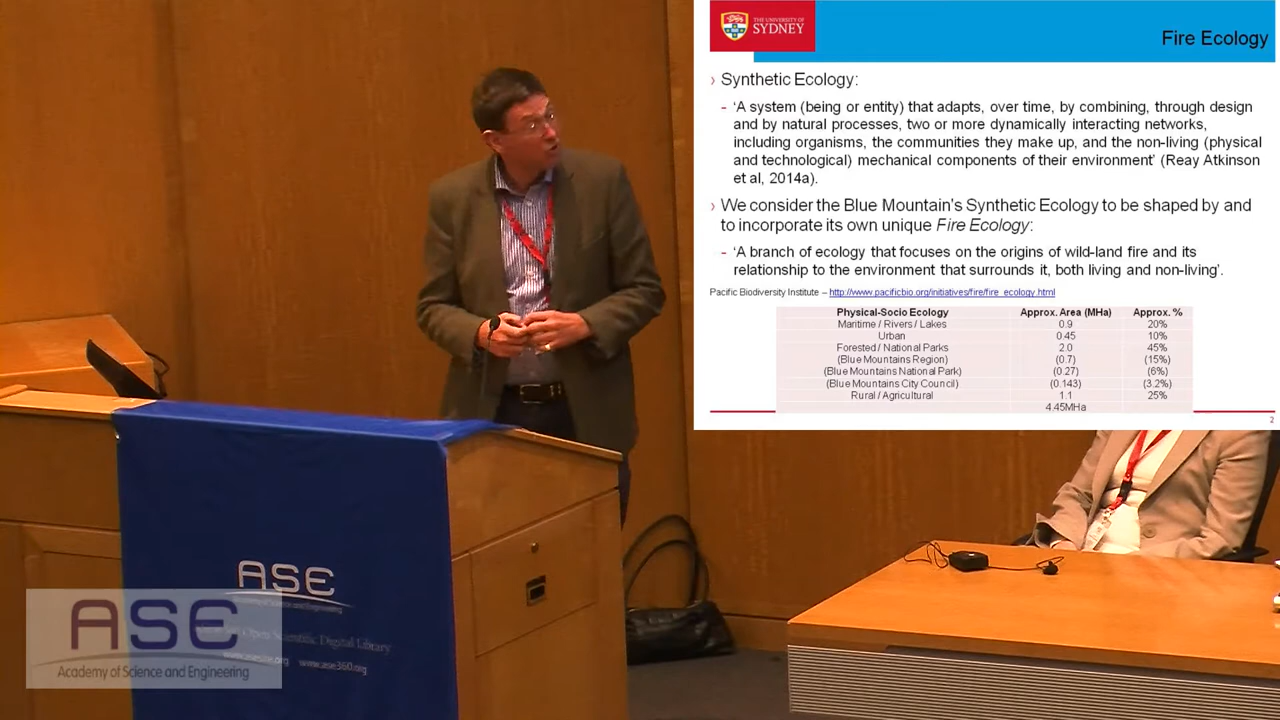 THE UNIVERSITY OF
SYDNEY
Fire Ecology
› Synthetic Ecology:
- ‘A system (being or entity) that adapts, over time, by combining, through design
and by natural processes, two or more dynamically interacting networks,
including organisms, the communities they make up, and the non-living (physical
and technological) mechanical components of their environment’ (Reay Atkinson
et al, 2014a).
› We consider the Blue Mountain’s Synthetic Ecology to be shaped by and
to incorporate its own unique Fire Ecology:
- ‘A branch of ecology that focuses on the origins of wild-land fire and its
relationship to the environment that surrounds it, both living and non-living’.
Pacific Biodiversity Institute – http://www.pacificbio.org/initiatives/fire/fire_ecology.html
Physical-Socio Ecology Approx. Area (MHa) Approx. %
Maritime / Rivers / Lakes 0.9 20%
Urban 0.45 10%
Forested / National Parks 2.0 45%
(Blue Mountains Region) (0.7) (15%)
(Blue Mountains National Park) (0.27) (6%)
(Blue Mountains City Council) (0.143) (3.2%)
Rural / Agricultural 1.1 25%
4.45MHa
2
ASE
Open Scientific Digital Library
www.ase360.org
ASE
Academy of Science and Engineering